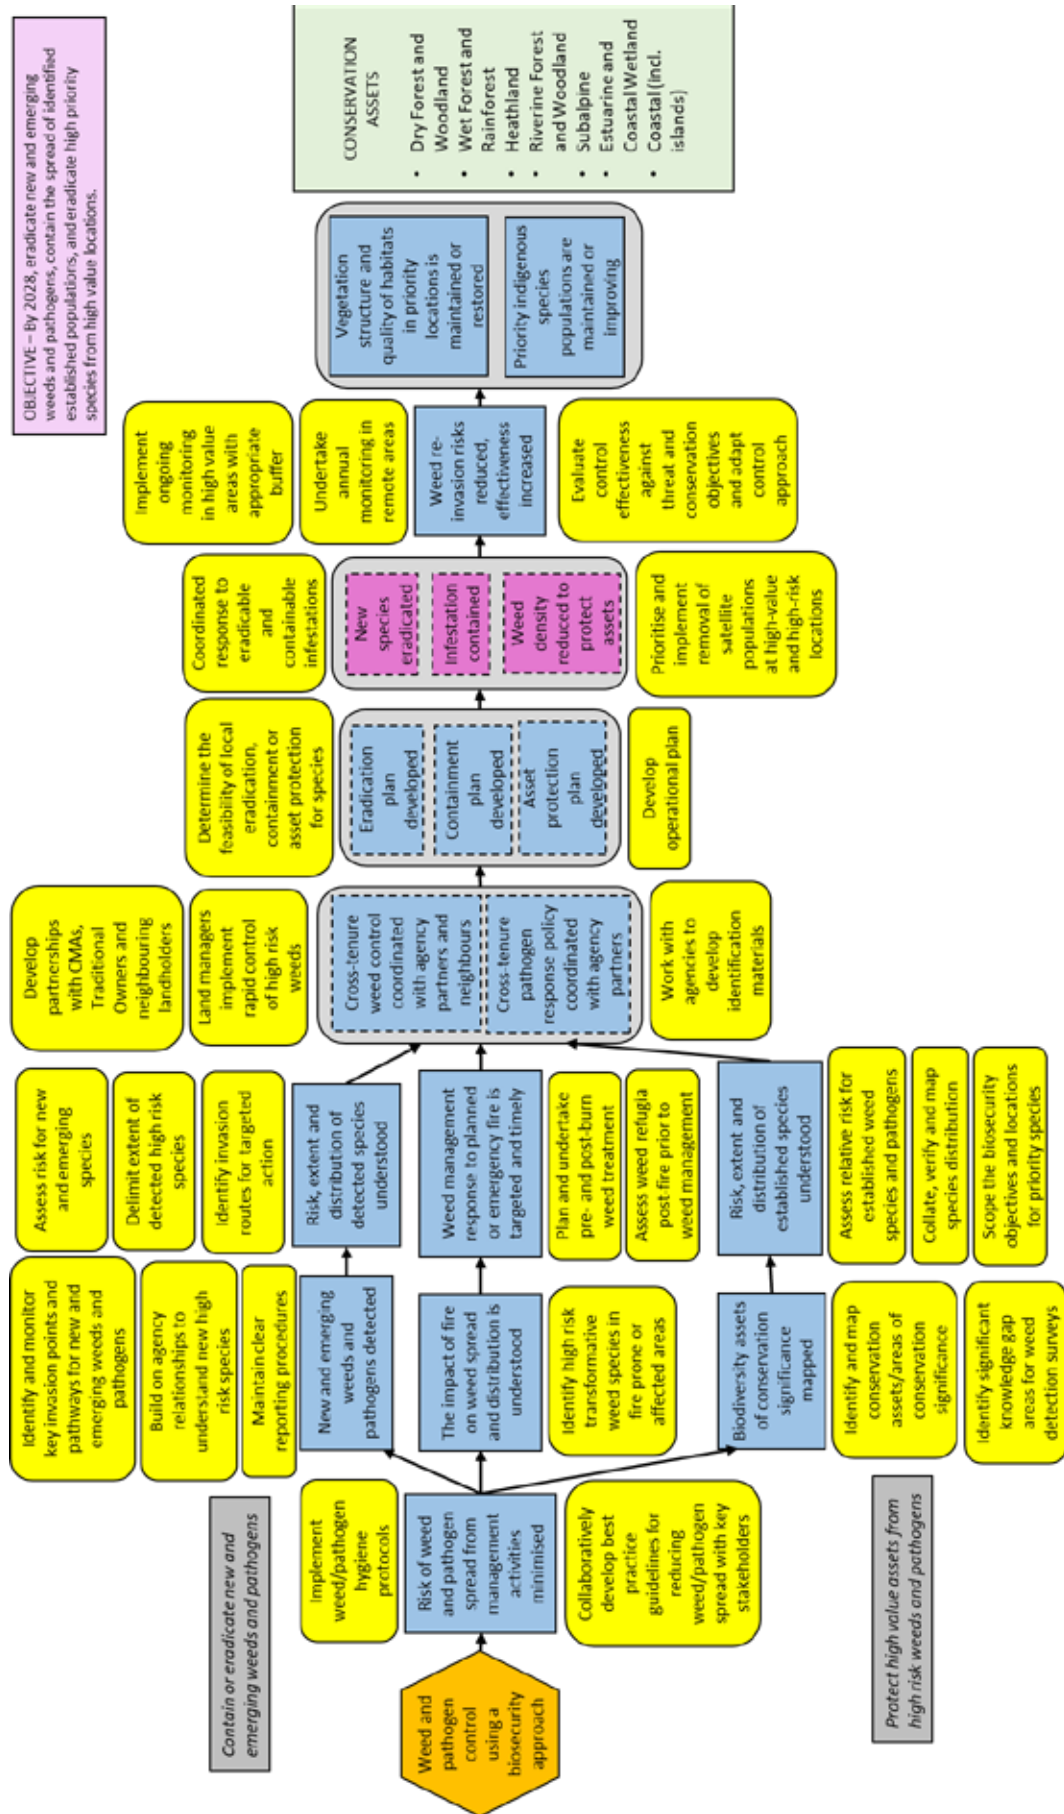 OBJECTIVE – By 2028, eradicate new and emerging
weeds and pathogens, contain the spread of identified
established populations, and eradicate high priority
species from high value locations.
Contain or eradicate new and
emerging weeds and pathogens
Weed and
pathogen
control
using a
biosecurity
approach
Implement
weed/pathogen
hygiene
protocols
Risk of weed
and pathogen
spread from
management
activities
minimised
Collaboratively
develop best
practice
guidelines for
reducing
weed/pathogen
spread with key
stakeholders
Protect high value assets from
high risk weeds and pathogens
Identify and monitor
key invasion points and
pathways for new and
emerging weeds and
pathogens
Build on agency
relationships to
understand new high
risk species
Maintain clear
reporting procedures
New and emerging
weeds and
pathogens detected
The impact of fire
on weed spread
and distribution is
understood
Identify high risk
transformative
weed species in
fire prone or
affected areas
Biodiversity assets
of conservation
significance
mapped
Identify and map
conservation
assets/areas of
conservation
significance
Identify significant
knowledge gap
areas for weed
detection surveys
Assess risk for new
and emerging
species
Delimit extent of
detected high risk
species
identify invasion
routes for targeted
action
Risk, extent and
distribution of
detected species
understood
Weed management
response to planned
or emergency fire is
targeted and timely
Plan and undertake
pre- and post-burn
weed treatment
Assess weed refugia
post-fire prior to
weed management
Risk, extent and
distribution of
established species
understood
Assess relative risk for
established weed
species and pathogens
Collate, verify and map
species distribution
Scope the biosecurity
objectives and locations
for priority species
Develop
partnerships
with CMAs,
Traditional
Owners and
neighbouring
landholders
Land managers
implement
rapid control
of high risk
weeds
Cross-tenure
weed control
coordinated
with agency
partners and
neighbours
Cross-tenure
pathogen
response policy
coordinated
with agency
partners
Work with
agencies to
develop
identification
materials
Determine the
feasibility of local
eradication,
containment or
asset protection
for species
Eradication
plan
developed
Containment
plan
developed
Asset
protection
plan
developed
Develop
operational plan
Coordinated
response to
eradicable
and
containable
infestations
New
species
eradicated
Infestation
contained
Weed
density
reduced to
protect
assets
Prioritise and
implement
removal of
satellite
populations
at high-value
and high-risk
locations
Implement
ongoing
monitoring
in high value
areas with
appropriate
buffer
Undertake
annual
monitoring in
remote areas
Weed re-
invasion risks
reduced,
effectiveness
increased
Evaluate
control
effectiveness
against
threat and
conservation
objectives
and adapt
control
approach
Vegetation
structure and
quality of habitats
in priority
locations is
maintained or
restored
Priority indigenous
species
populations are
maintained or
improving
CONSERVATION
ASSETS
• Dry Forest and
Woodland
• Wet Forest and
Rainforest
• Heathland
• Riverine Forest
and Woodland
• Subalpine
• Estuarine and
Coastal Wetland
• Coastal (incl.
islands)